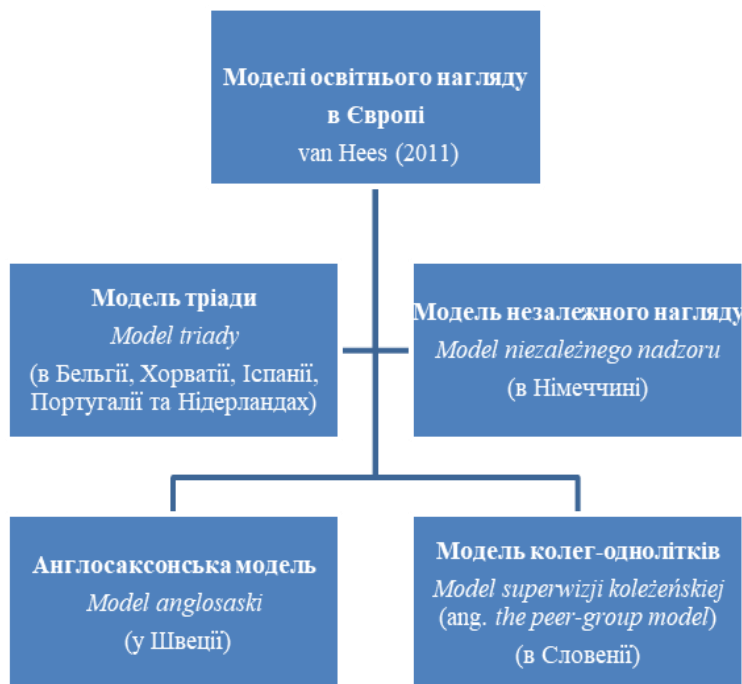 Моделі освітнього нагляду
в Європі
van Hees (2011)
Модель тріади
Model triady
(в Бельгії, Хорватії, Іспанії,
Португалії та Нідерландах)
Модель незалежного нагляду
Model niezależnego nadzoru
(в Німеччині)
Англосаксонська модель
Model anglosaski
(у Швеції)
Модель колег-однолітків
Model superwizji koleżeńskiej
(ang. the peer-group model)
(в Словенії)